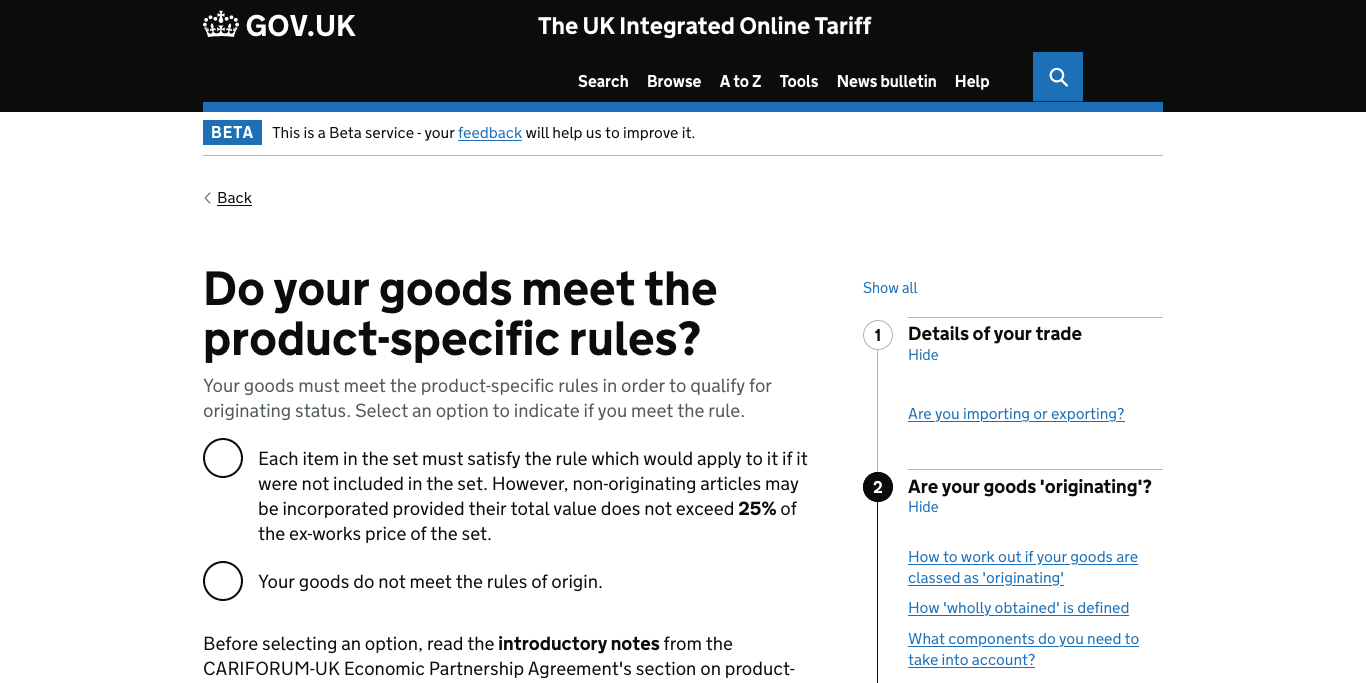 GOV.UK
The UK Integrated Online Tariff
Search Browse A to Z Tools News bulletin Help
BETA This is a Beta service - your feedback will help us to improve it.
Back
Do your goods meet the
product-specific rules?
Your goods must meet the product-specific rules in order to qualify for
originating status. Select an option to indicate if you meet the rule.
Each item in the set must satisfy the rule which would apply to it if it
were not included in the set. However, non-originating articles may
be incorporated provided their total value does not exceed 25% of
the ex-works price of the set.
Your goods do not meet the rules of origin.
Before selecting an option, read the introductory notes from the
CARIFORUM-UK Economic Partnership Agreement's section on product-
Show all
1 Details of your trade
Hide
Are you importing or exporting?
2 Are your goods 'originating'?
Hide
How to work out if your goods are
classed as 'originating'
How 'wholly obtained' is defined
What components do you need to
take into account?